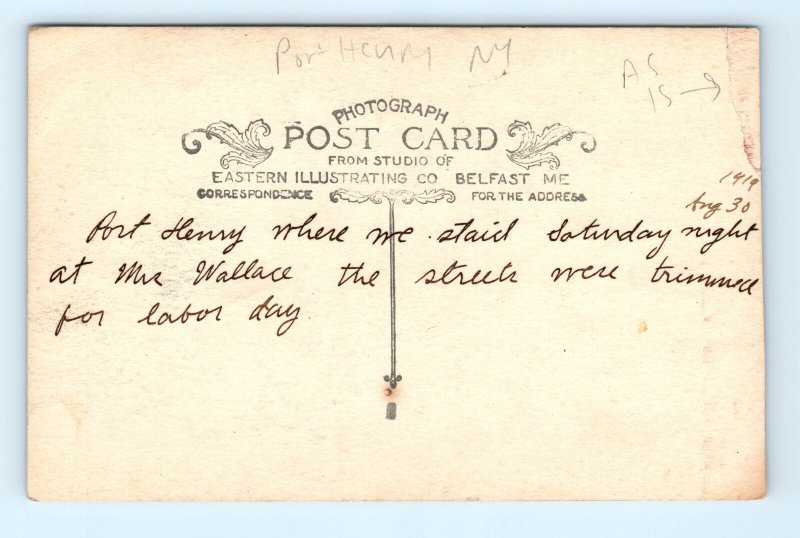 Port Henry NY
AS
IS →
PHOTOGRAPH
POST CARD
FROM STUDIO OF
EASTERN ILLUSTRATING CO BELFAST ME
CORRESPONDENCE FOR THE ADDRESS
1919
Aug 30
Port Henry where we staid Saturday night
at Mrs Wallace the streets were trimmed
for labor day.